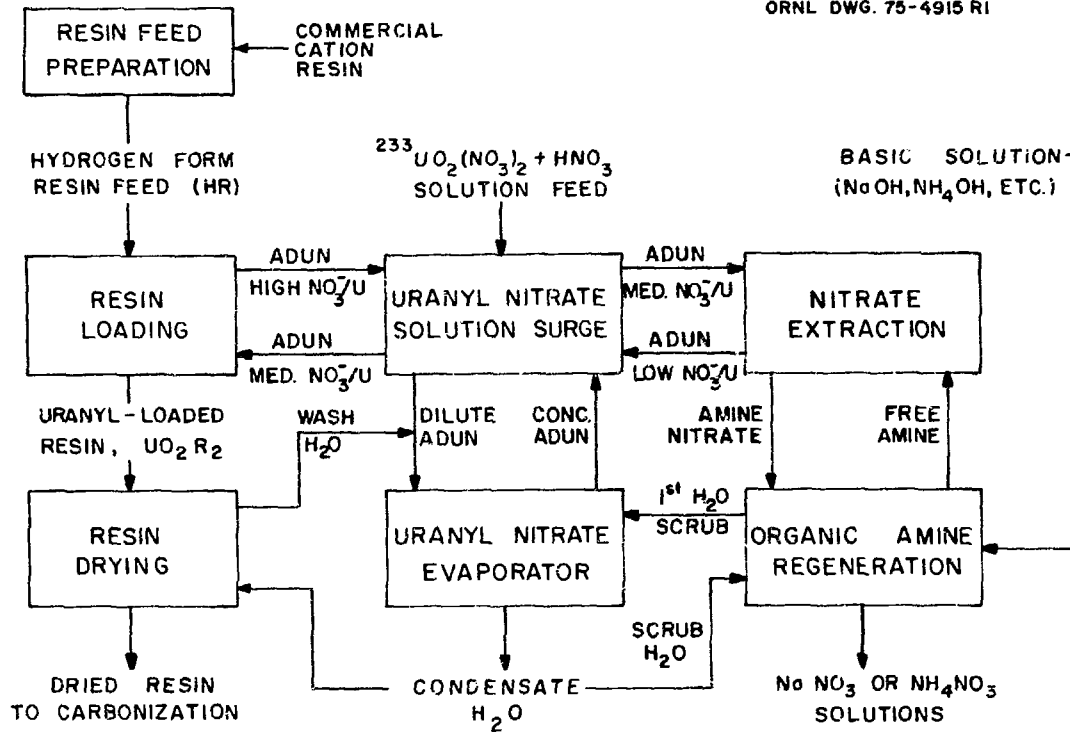 ORNL DWG. 75-4915 R1
RESIN FEED
PREPARATION
COMMERCIAL
CATION
RESIN
HYDROGEN FORM
RESIN FEED (HR)
²³³UO₂(NO₃)₂ + HNO₃
SOLUTION FEED
BASIC SOLUTION-
(NaOH, NH₄OH, ETC.)
RESIN
LOADING
ADUN
HIGH NO₃⁻/U
ADUN
MED. NO₃⁻/U
URANYL NITRATE
SOLUTION SURGE
ADUN
MED. NO₃⁻/U
ADUN
LOW NO₃⁻/U
NITRATE
EXTRACTION
URANYL-LOADED
RESIN, UO₂R₂
WASH
H₂O
DILUTE
ADUN
CONC.
ADUN
AMINE
NITRATE
FREE
AMINE
RESIN
DRYING
URANYL NITRATE
EVAPORATOR
1st H₂O
SCRUB
ORGANIC AMINE
REGENERATION
SCRUB
H₂O
DRIED RESIN
TO CARBONIZATION
CONDENSATE
H₂O
NaNO₃ OR NH₄NO₃
SOLUTIONS